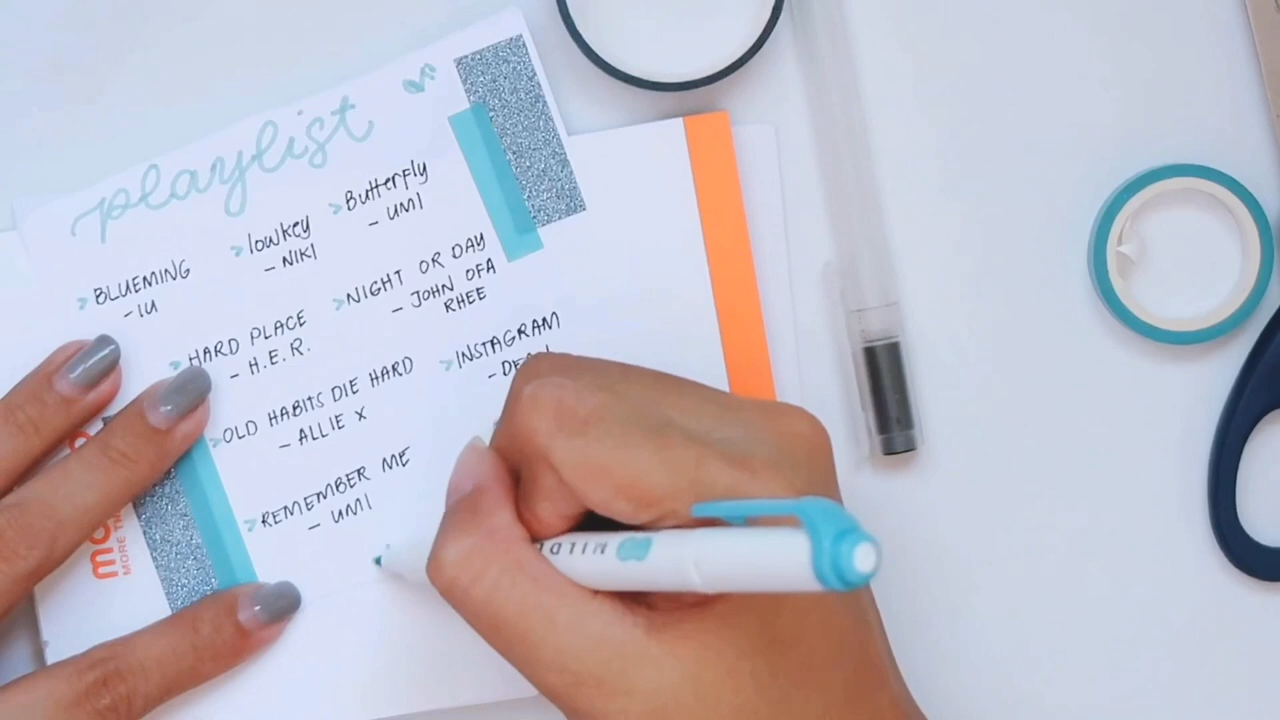 playlist
BLUEMING
- IU
lowkey
- NIKI
Butterfly
- UMI
HARD PLACE
- H.E.R.
NIGHT OR DAY
- JOHN OFA
RHEE
OLD HABITS DIE HARD
- ALLIE X
INSTAGRAM
REMEMBER ME
- UMI